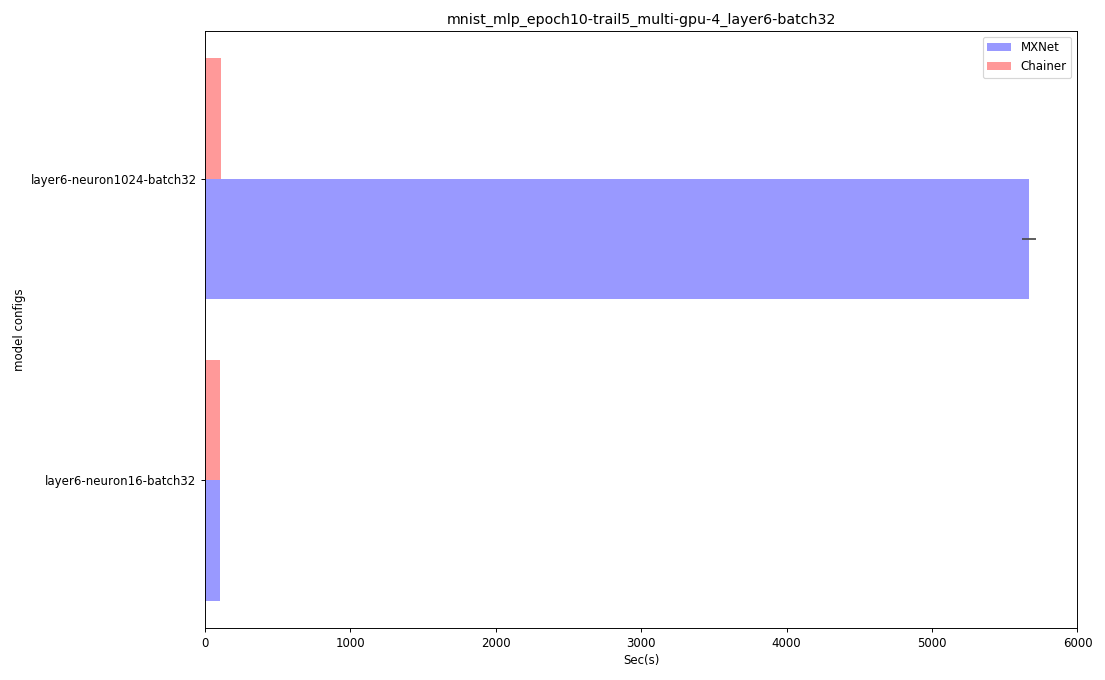 mnist_mlp_epoch10-trail5_multi-gpu-4_layer6-batch32
MXNet
Chainer
layer6-neuron1024-batch32
model configs
layer6-neuron16-batch32
0 1000 2000 3000 4000 5000 6000
Sec(s)